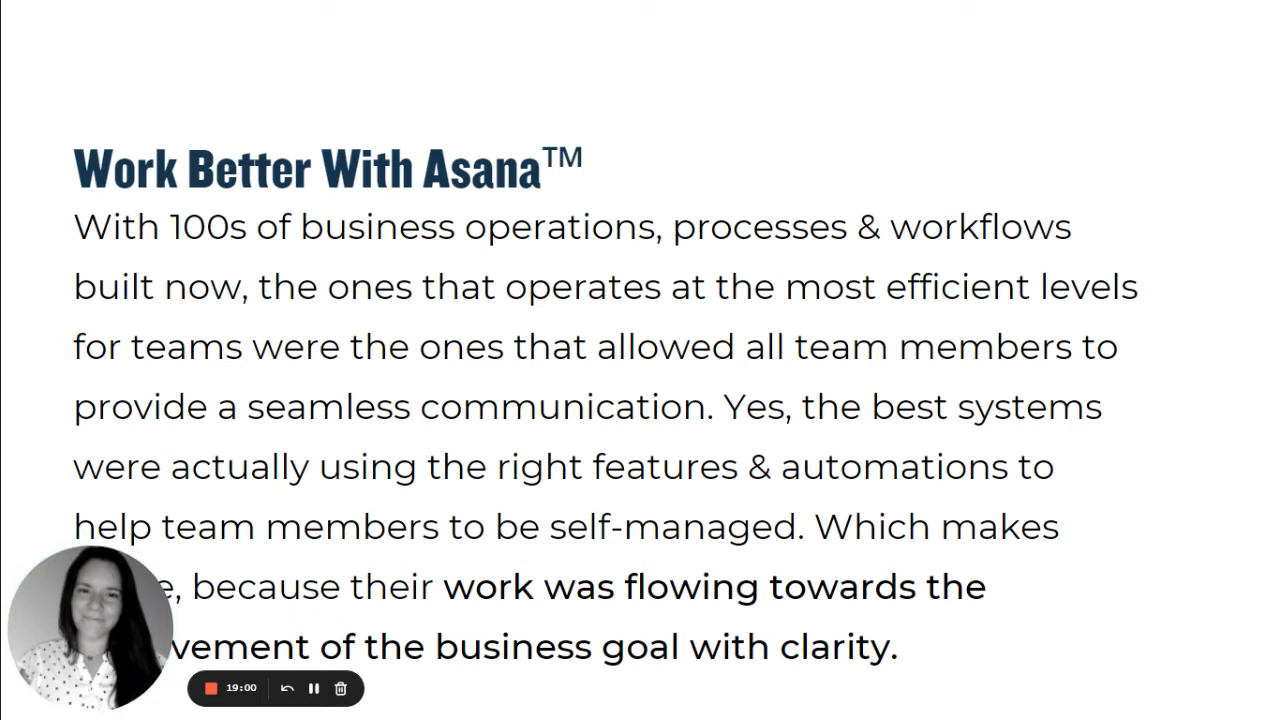 Work Better With Asana™
With 100s of business operations, processes & workflows
built now, the ones that operates at the most efficient levels
for teams were the ones that allowed all team members to
provide a seamless communication. Yes, the best systems
were actually using the right features & automations to
help team members to be self-managed. Which makes
because their work was flowing towards the
of the business goal with clarity.
19:00